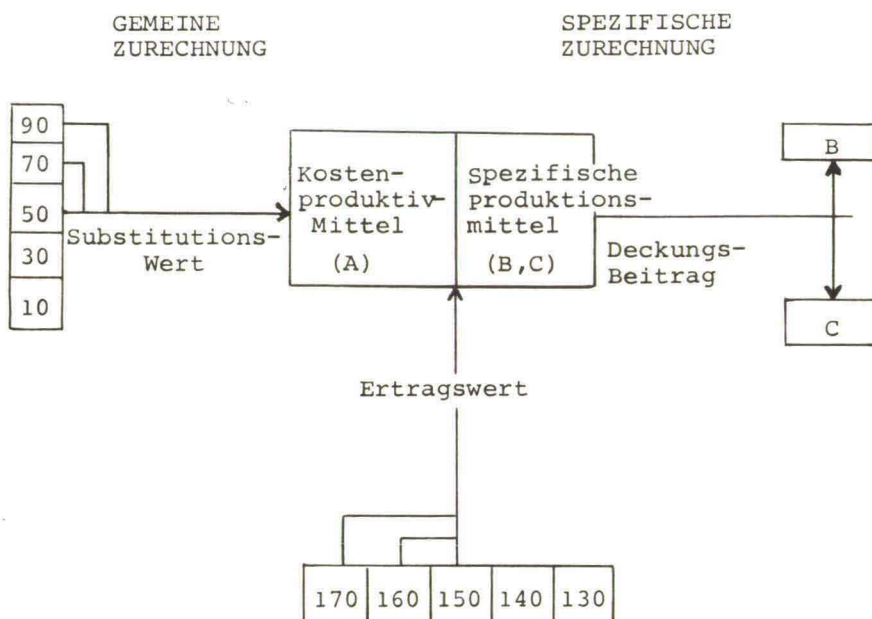 GEMEINE
ZURECHNUNG
SPEZIFISCHE
ZURECHNUNG
90
70
50
30
10
Substitutions-
Wert
Kosten-
produktiv-
Mittel
(A)
Spezifische
produktions-
mittel
(B,C)
Deckungs-
Beitrag
B
C
Ertragswert
170 160 150 140 130